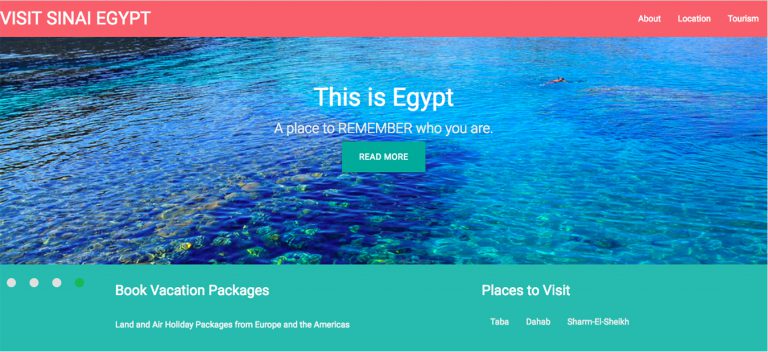 VISIT SINAI EGYPT
About Location Tourism
This is Egypt
A place to REMEMBER who you are.
READ MORE
Book Vacation Packages
Land and Air Holiday Packages from Europe and the Americas
Places to Visit
Taba Dahab Sharm-El-Sheikh